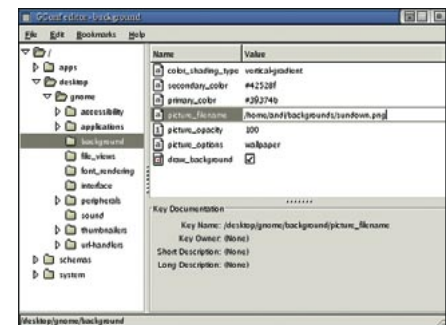 GConf editor - background
File Edit Bookmarks Help
/
apps
desktop
gnome
accessibility
applications
background
file_views
font_rendering
interface
peripherals
sound
thumbnailers
url-handlers
schemas
system
Name Value
color_shading_type vertical-gradient
secondary_color #42528f
primary_color #39374b
picture_filename /home/andi/backgrounds/sundown.png
picture_opacity 100
picture_options wallpaper
draw_background
Key Documentation
Key Name: /desktop/gnome/background/picture_filename
Key Owner: (None)
Short Description: (None)
Long Description: (None)
/desktop/gnome/background